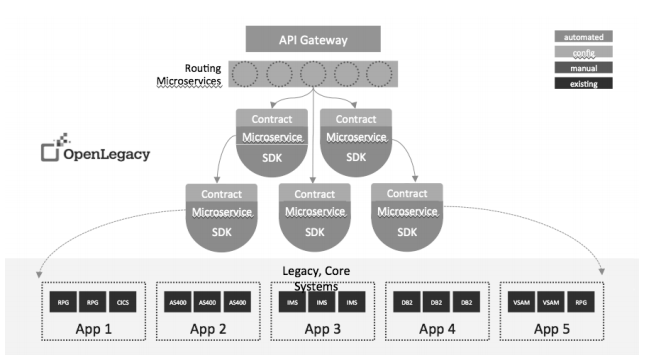 API Gateway
automated
config
manual
existing
Routing
Microservices
Contract
Microservice
SDK
Contract
Microservice
SDK
OpenLegacy
Contract
Microservice
SDK
Contract
Microservice
SDK
Contract
Microservice
SDK
Legacy, Core
Systems
RPG RPG CICS
App 1
AS400 AS400 AS400
App 2
IMS IMS IMS
App 3
DB2 DB2 DB2
App 4
VSAM VSAM RPG
App 5